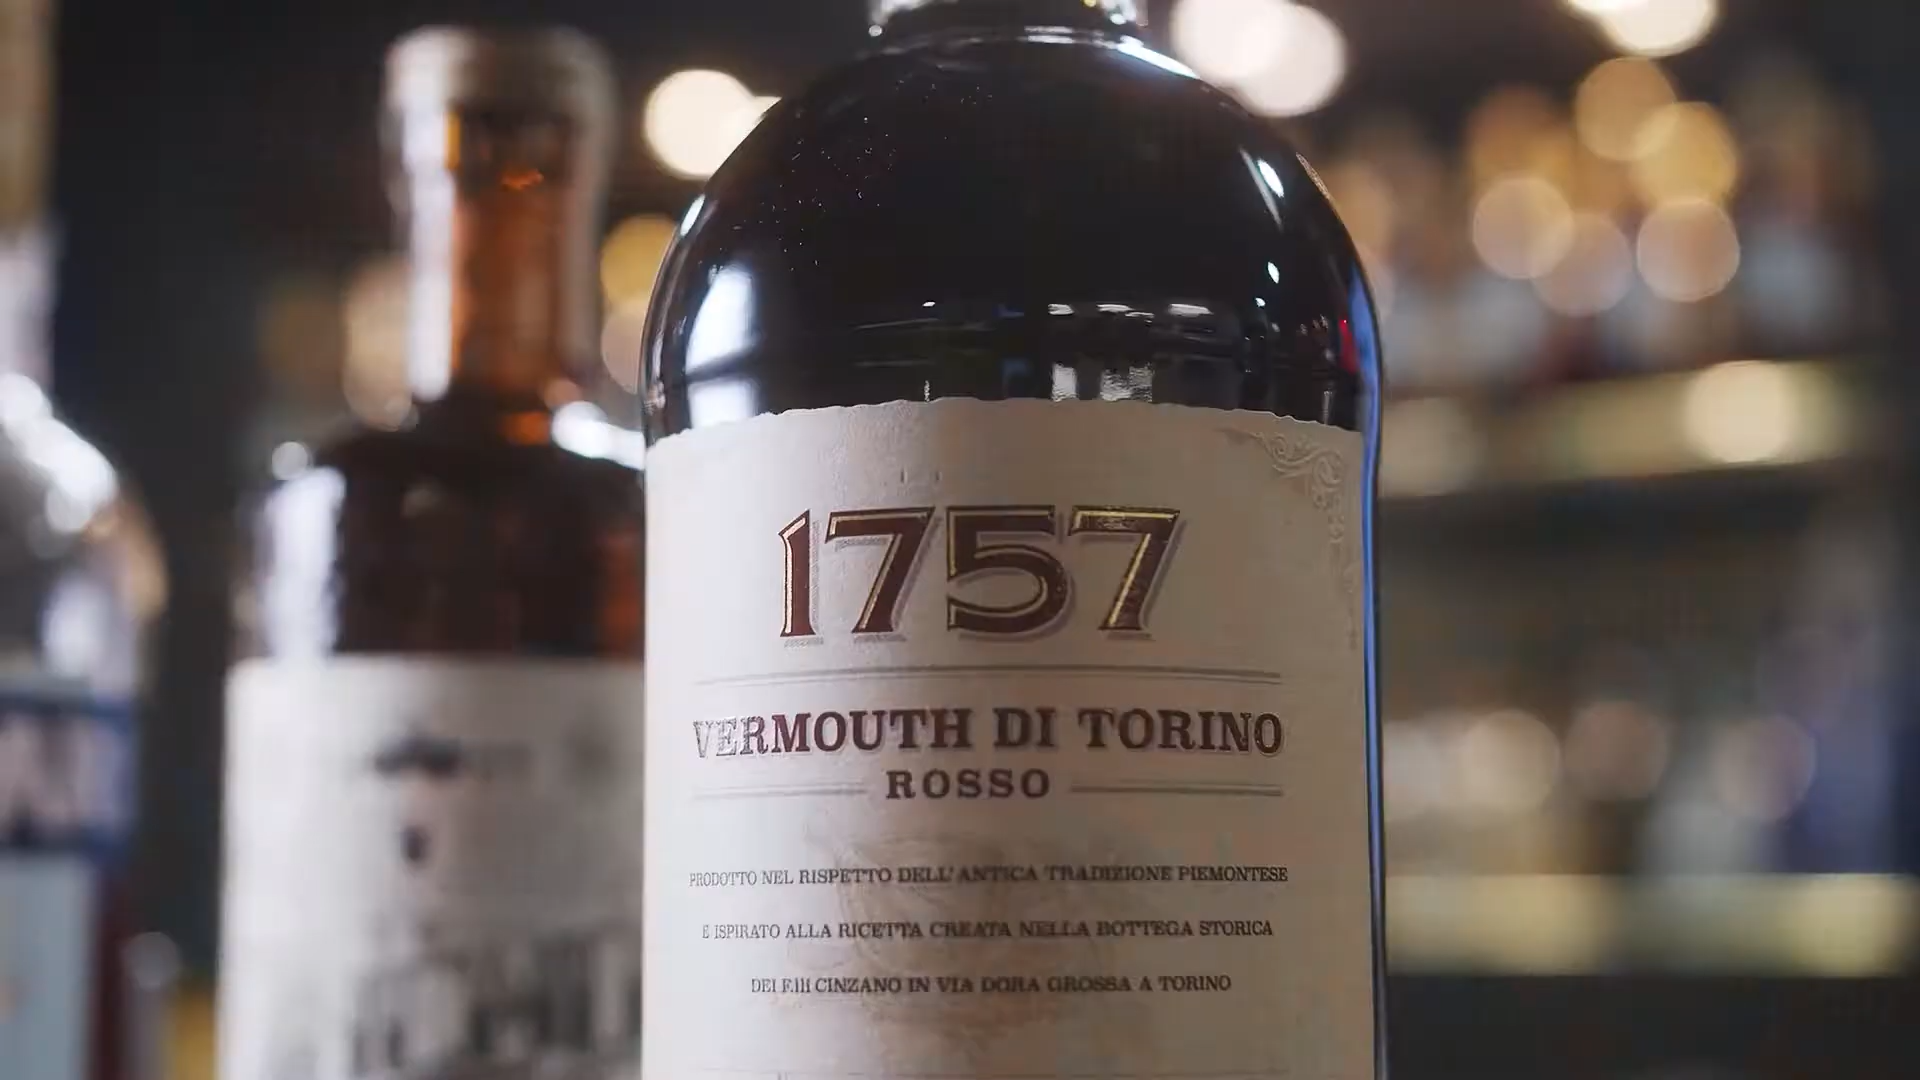 1757
VERMOUTH DI TORINO
ROSSO
PRODOTTO NEL RISPETTO DELL'ANTICA TRADIZIONE PIEMONTESE
E ISPIRATO ALLA RICETTA CREATA NELLA BOTTEGA STORICA
DEI F.lli CINZANO IN VIA DORA GROSSA A TORINO